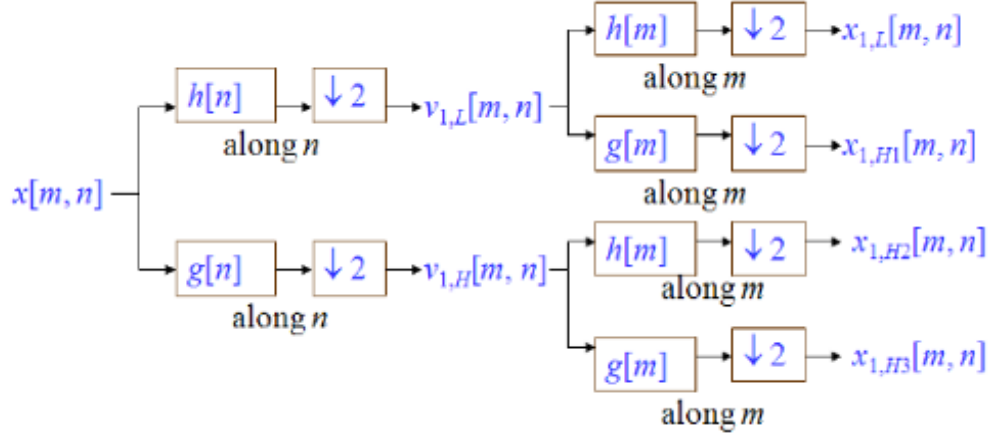 h[m] ↓2 x₁,L[m, n]
along m
h[n] ↓2 v₁,L[m, n]
along n
g[m] ↓2 x₁,H1[m, n]
along m
x[m, n]
h[m] ↓2 x₁,H2[m, n]
along m
g[n] ↓2 v₁,H[m, n]
along n
g[m] ↓2 x₁,H3[m, n]
along m